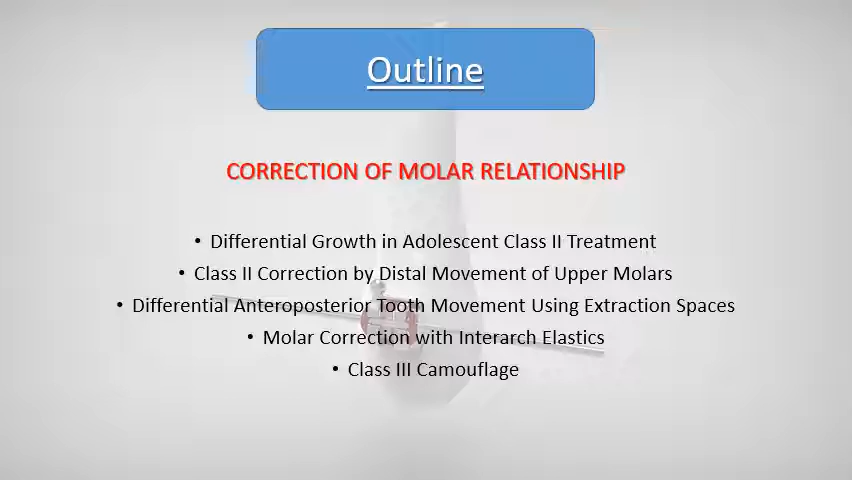 Outline
CORRECTION OF MOLAR RELATIONSHIP
• Differential Growth in Adolescent Class II Treatment
• Class II Correction by Distal Movement of Upper Molars
• Differential Anteroposterior Tooth Movement Using Extraction Spaces
• Molar Correction with Interarch Elastics
• Class III Camouflage